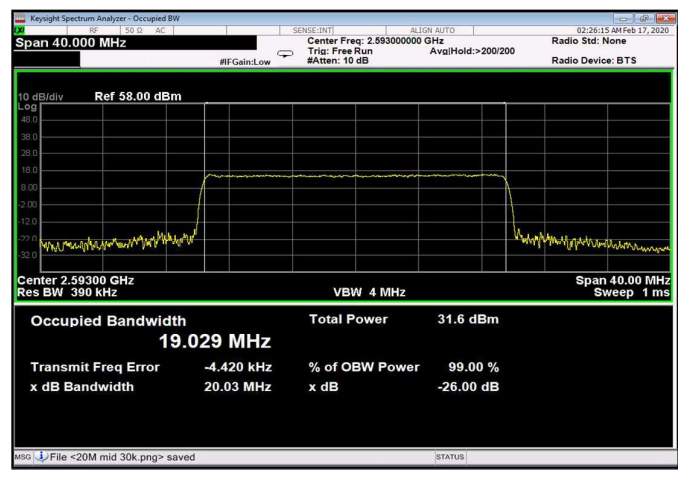 Keysight Spectrum Analyzer - Occupied BW
LXI RF 50 Ω AC SENSE:INT ALIGN AUTO 02:26:15 AM Feb 17, 2020
Span 40.000 MHz Center Freq: 2.593000000 GHz Radio Std: None
Trig: Free Run Avg|Hold:>200/200
#IFGain:Low #Atten: 10 dB Radio Device: BTS
10 dB/div Ref 58.00 dBm
Log
48.0
38.0
28.0
18.0
8.00
-2.00
-12.0
-22.0
-32.0
Center 2.59300 GHz Span 40.00 MHz
Res BW 390 kHz VBW 4 MHz Sweep 1 ms
Occupied Bandwidth Total Power 31.6 dBm
19.029 MHz
Transmit Freq Error -4.420 kHz % of OBW Power 99.00 %
x dB Bandwidth 20.03 MHz x dB -26.00 dB
MSG File <20M mid 30k.png> saved STATUS